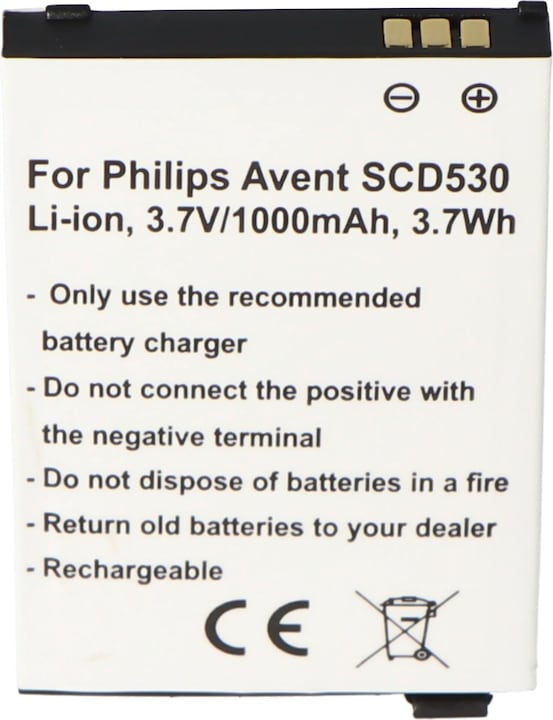 ⊖ ⊕
For Philips Avent SCD530
Li-ion, 3.7V/1000mAh, 3.7Wh
- Only use the recommended
battery charger
- Do not connect the positive with
the negative terminal
- Do not dispose of batteries in a fire
- Return old batteries to your dealer
- Rechargeable
CE